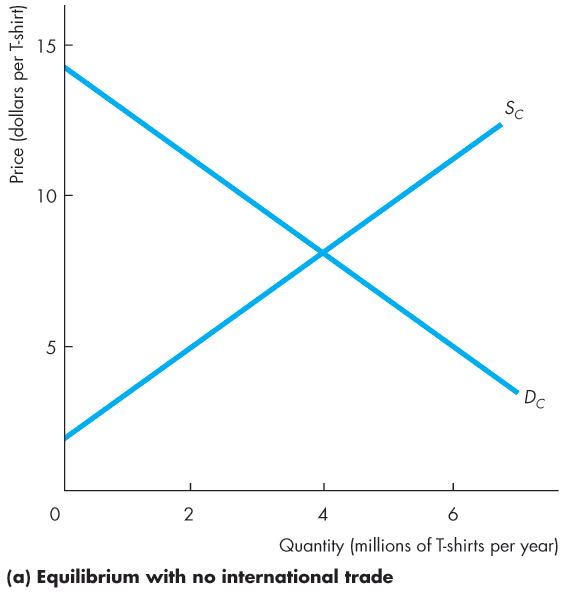 Price (dollars per T-shirt)
15
10
5
0
2
4
6
S_C
D_C
Quantity (millions of T-shirts per year)
(a) Equilibrium with no international trade